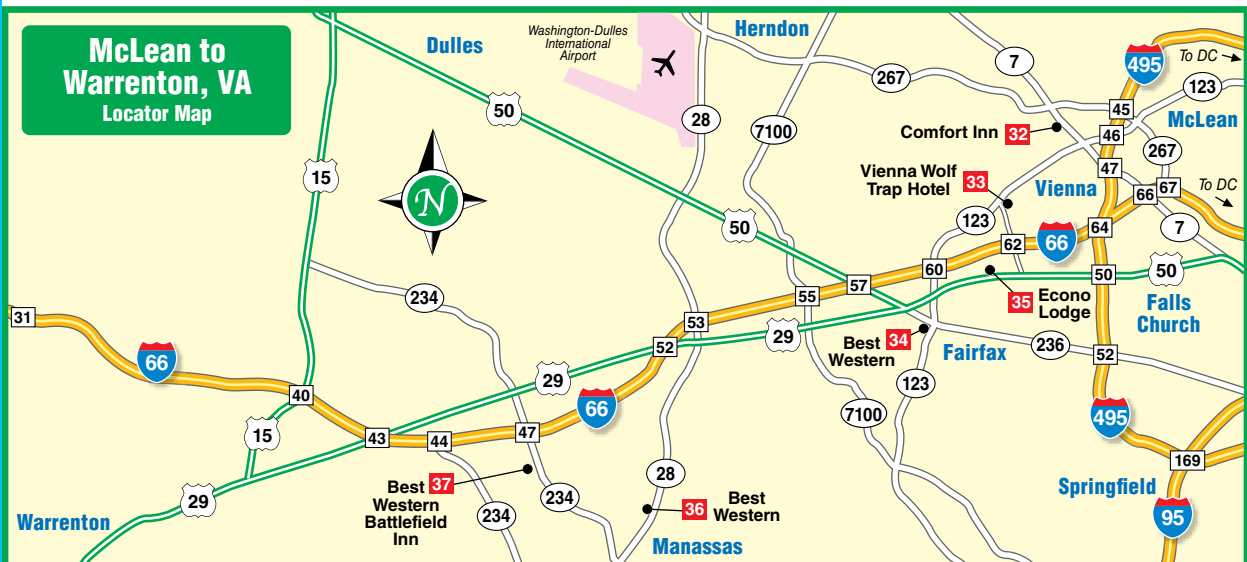 McLean to
Warrenton, VA
Locator Map
Dulles
Washington-Dulles
International
Airport
Herndon
495
To DC
7
267
123
50
28
7100
45
46
McLean
Comfort Inn 32
267
15
Vienna Wolf
Trap Hotel
33
Vienna
47
66
67
To DC
N
50
123
64
7
62
66
60
50
50
234
57
55
35
Econo
Lodge
Falls
Church
31
53
29
34
Best
Western
Fairfax
236
52
66
52
29
123
40
66
7100
495
15
43
44
47
169
28
Springfield
37
Best
Western
Battlefield
Inn
234
234
36
Best
Western
29
Warrenton
Manassas
95